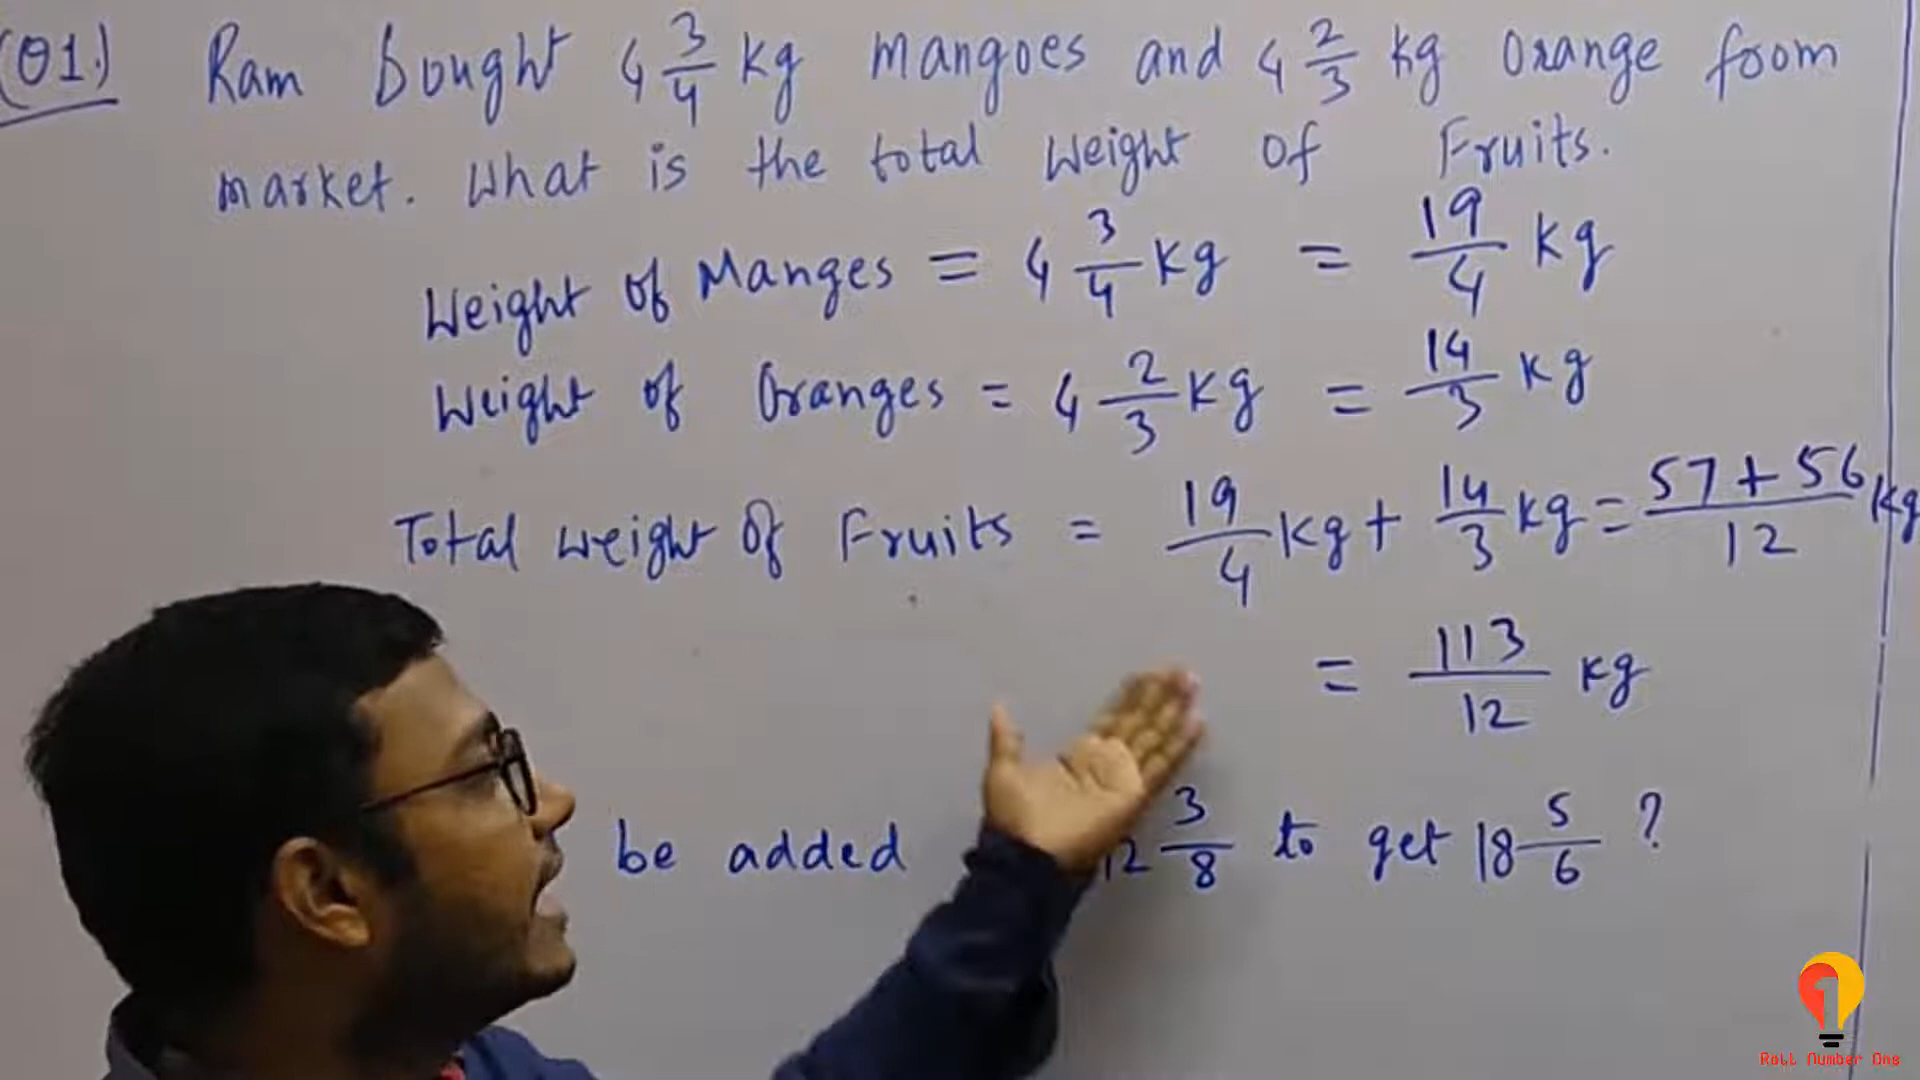 (Q1.) Ram bought 4 3/4 kg mangoes and 4 2/3 kg Orange from
market. What is the total weight of Fruits.
Weight of Manges = 4 3/4 kg = 19/4 kg
Weight of Oranges = 4 2/3 kg = 14/3 kg
Total weight of Fruits = 19/4 kg + 14/3 kg = 57 + 56/12 kg
= 113/12 kg
be added 12 3/8 to get 18 5/6 ?
1
Roll Number One